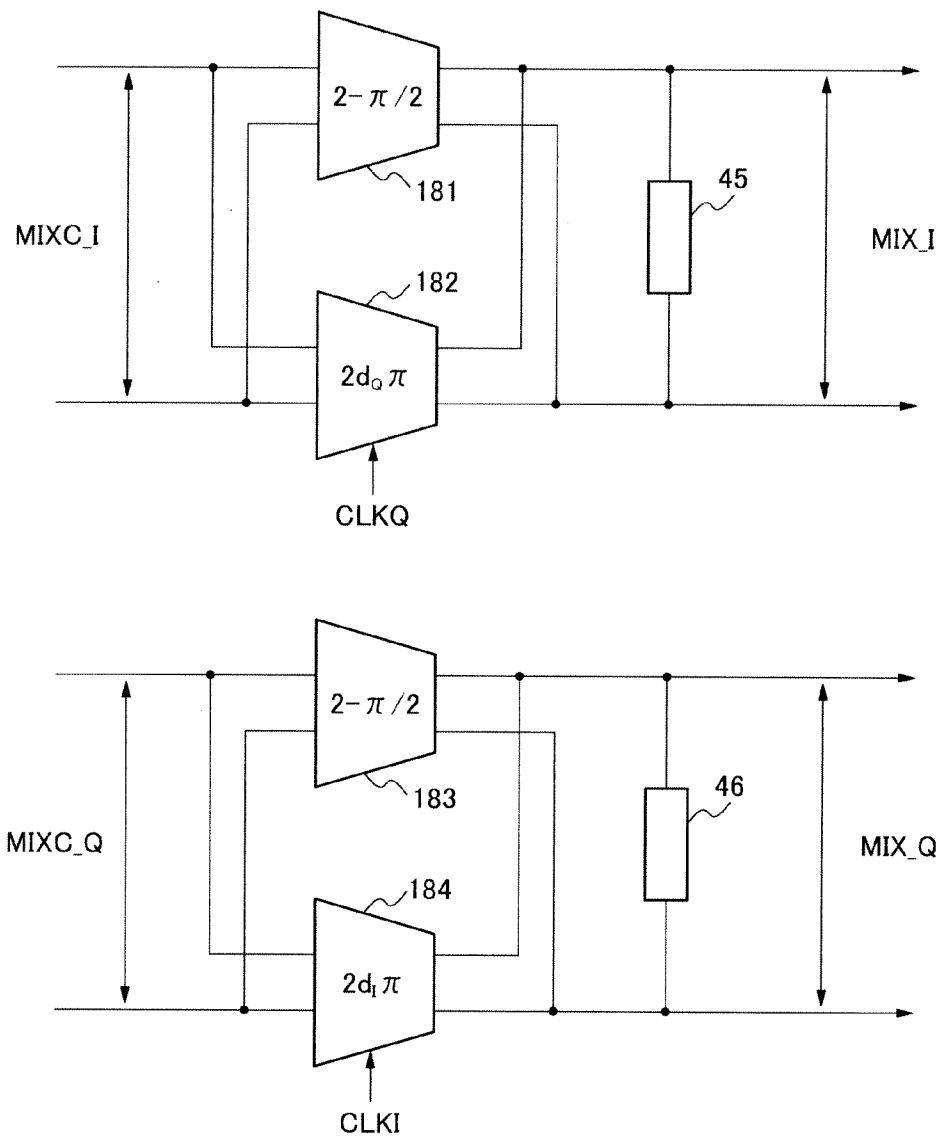 2-π/2
181
45
MIXC_I
MIX_I
182
2d_Q π
CLKQ
2-π/2
183
46
MIXC_Q
MIX_Q
184
2d_I π
CLKI